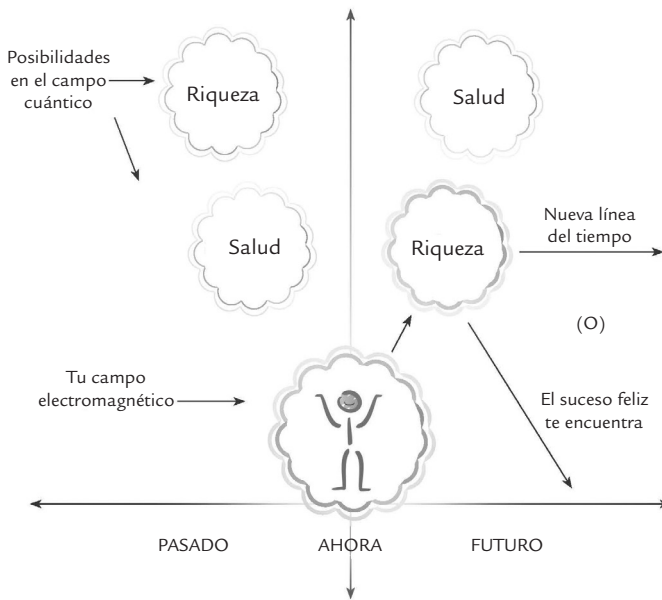 Posibilidades
en el campo
cuántico
Riqueza
Salud
Salud
Riqueza
Nueva línea
del tiempo
(O)
Tu campo
electromagnético
El suceso feliz
te encuentra
PASADO
AHORA
FUTURO